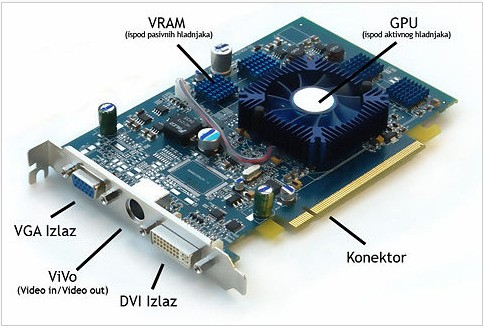 VRAM
(ispod pasivnih hladnjaka)
GPU
(ispod aktivnog hladnjaka)
VGA Izlaz
ViVo
(Video in/Video out)
DVI Izlaz
Konektor